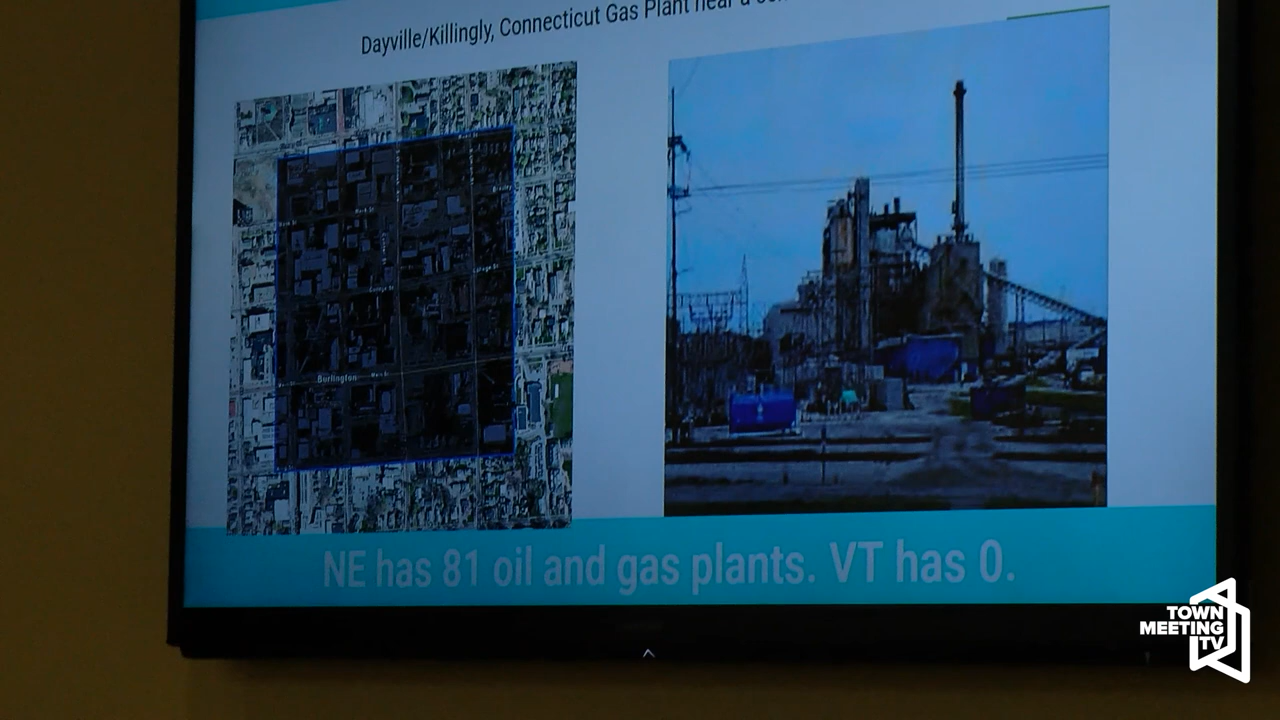 Dayville/Killingly, Connecticut Gas Plant near a
Burlington
NE has 81 oil and gas plants. VT has 0.
TOWN
MEETING
TV